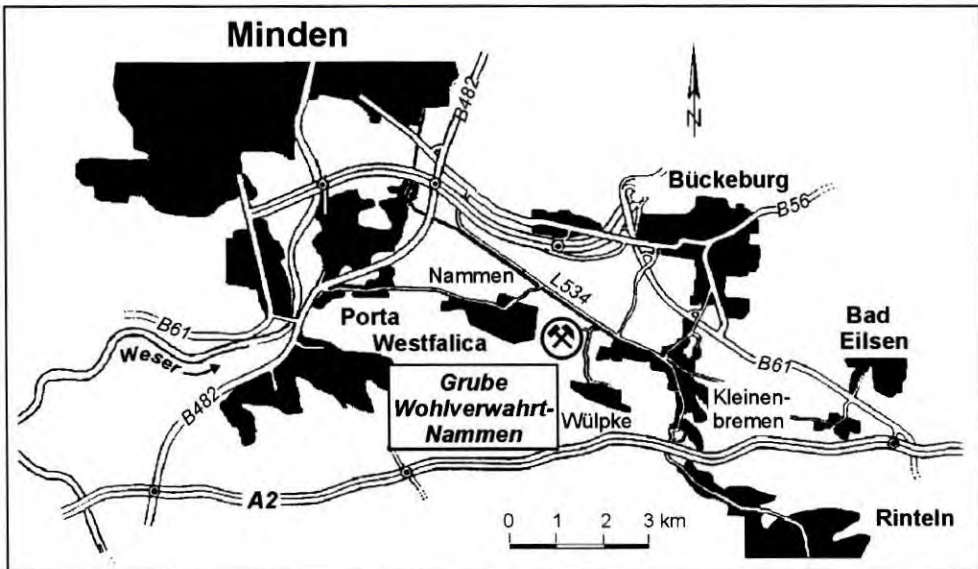 Minden
B482
N
Bückeburg
B56
Nammen
L534
Porta
Westfalica
B61
Weser
B482
Bad
Eilsen
B61
Grube
Wohlverwahrt-
Nammen
Wülpke
Kleinen-
bremen
A2
0 1 2 3 km
Rinteln